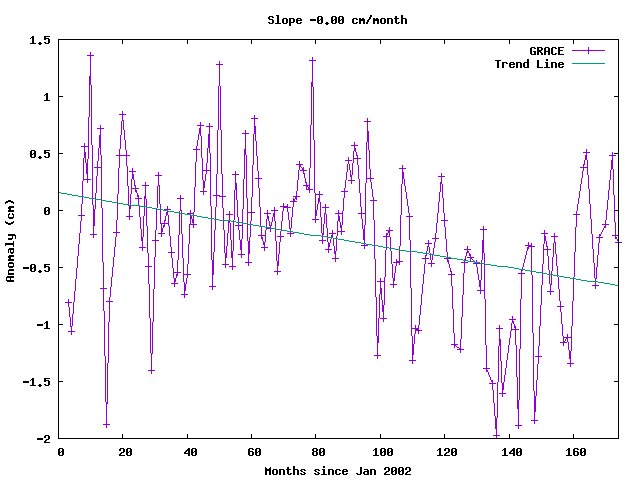 Slope -0.00 cm/month
GRACE
Trend Line
1.5
1
0.5
0
-0.5
-1
-1.5
-2
Anomaly (cm)
0 20 40 60 80 100 120 140 160
Months since Jan 2002